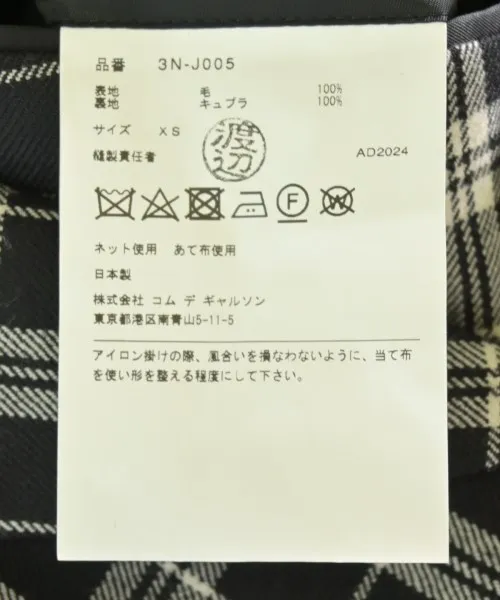 品番 3N-J005
表地 毛 100%
裏地 キュプラ 100%
サイズ XS
渡辺
縫製責任者 AD2024
F W
ネット使用 あて布使用
日本製
株式会社 コム デ ギャルソン
東京都港区南青山5-11-5
アイロン掛けの際、風合いを損なわないように、当て布
を使い形を整える程度にして下さい。